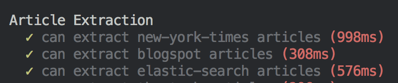 Article Extraction
✓ can extract new-york-times articles (998ms)
✓ can extract blogspot articles (308ms)
✓ can extract elastic-search articles (576ms)